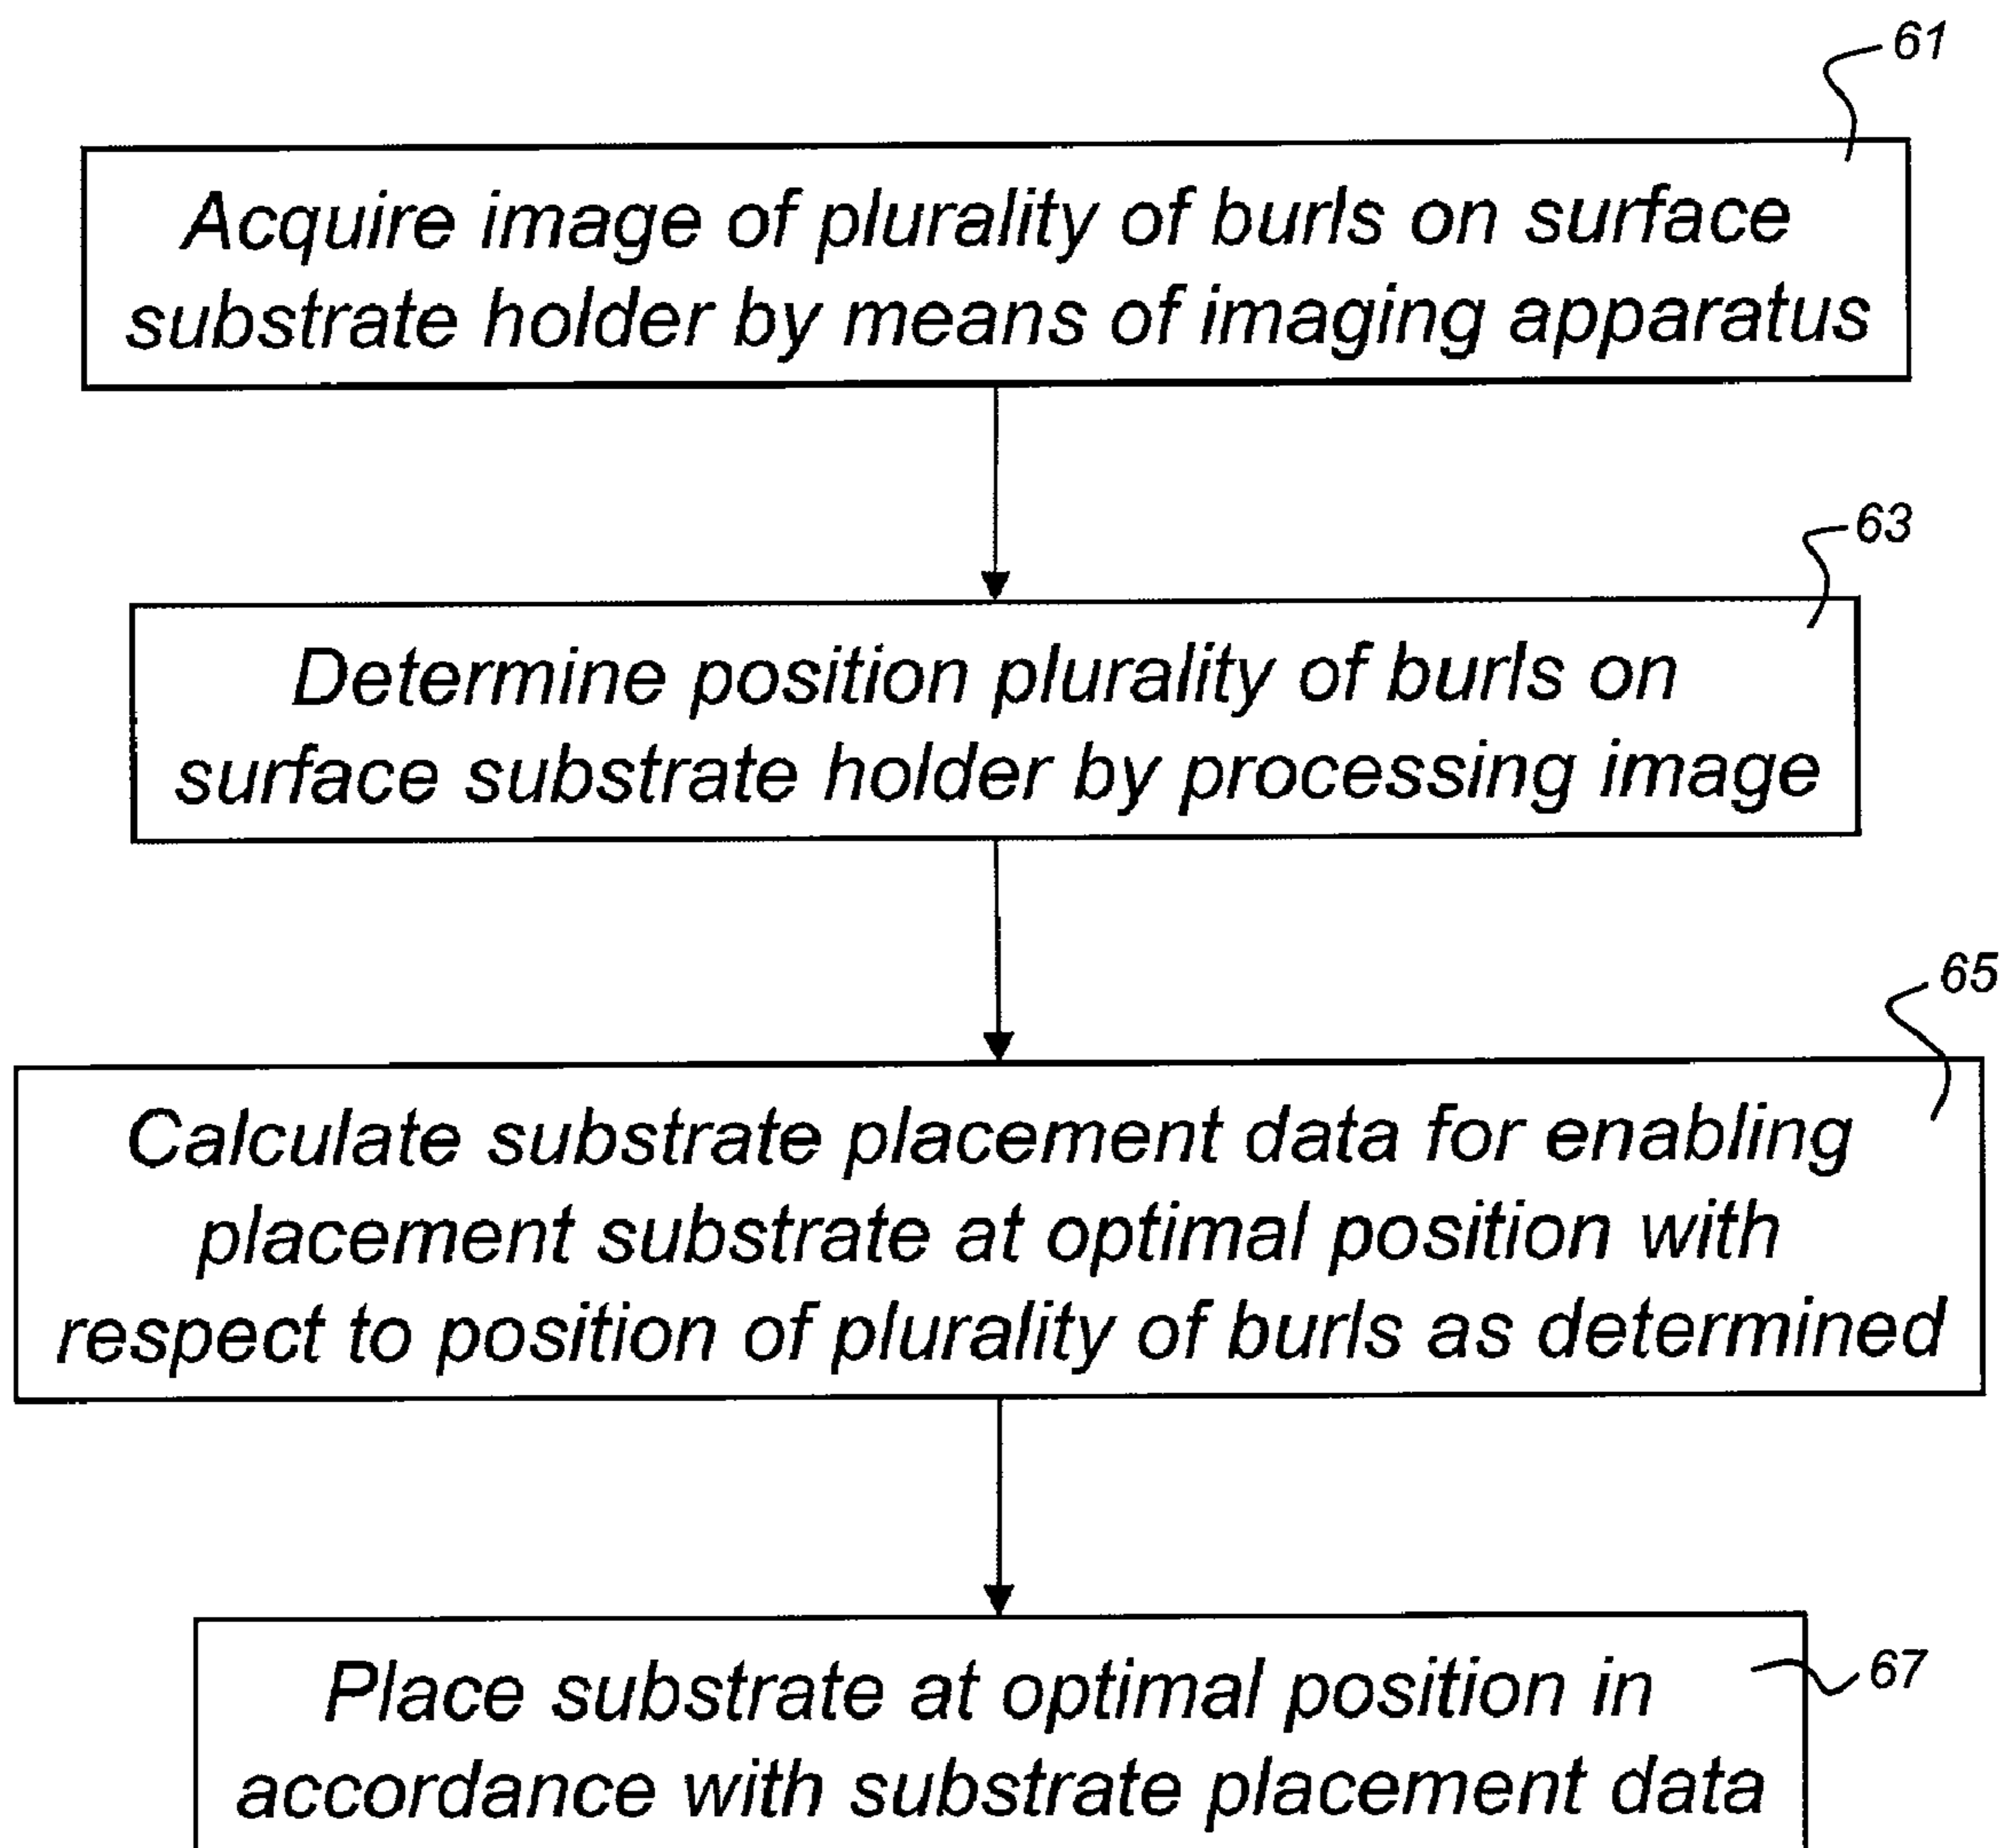 61
Acquire image of plurality of burls on surface
substrate holder by means of imaging apparatus
63
Determine position plurality of burls on
surface substrate holder by processing image
65
Calculate substrate placement data for enabling
placement substrate at optimal position with
respect to position of plurality of burls as determined
67
Place substrate at optimal position in
accordance with substrate placement data